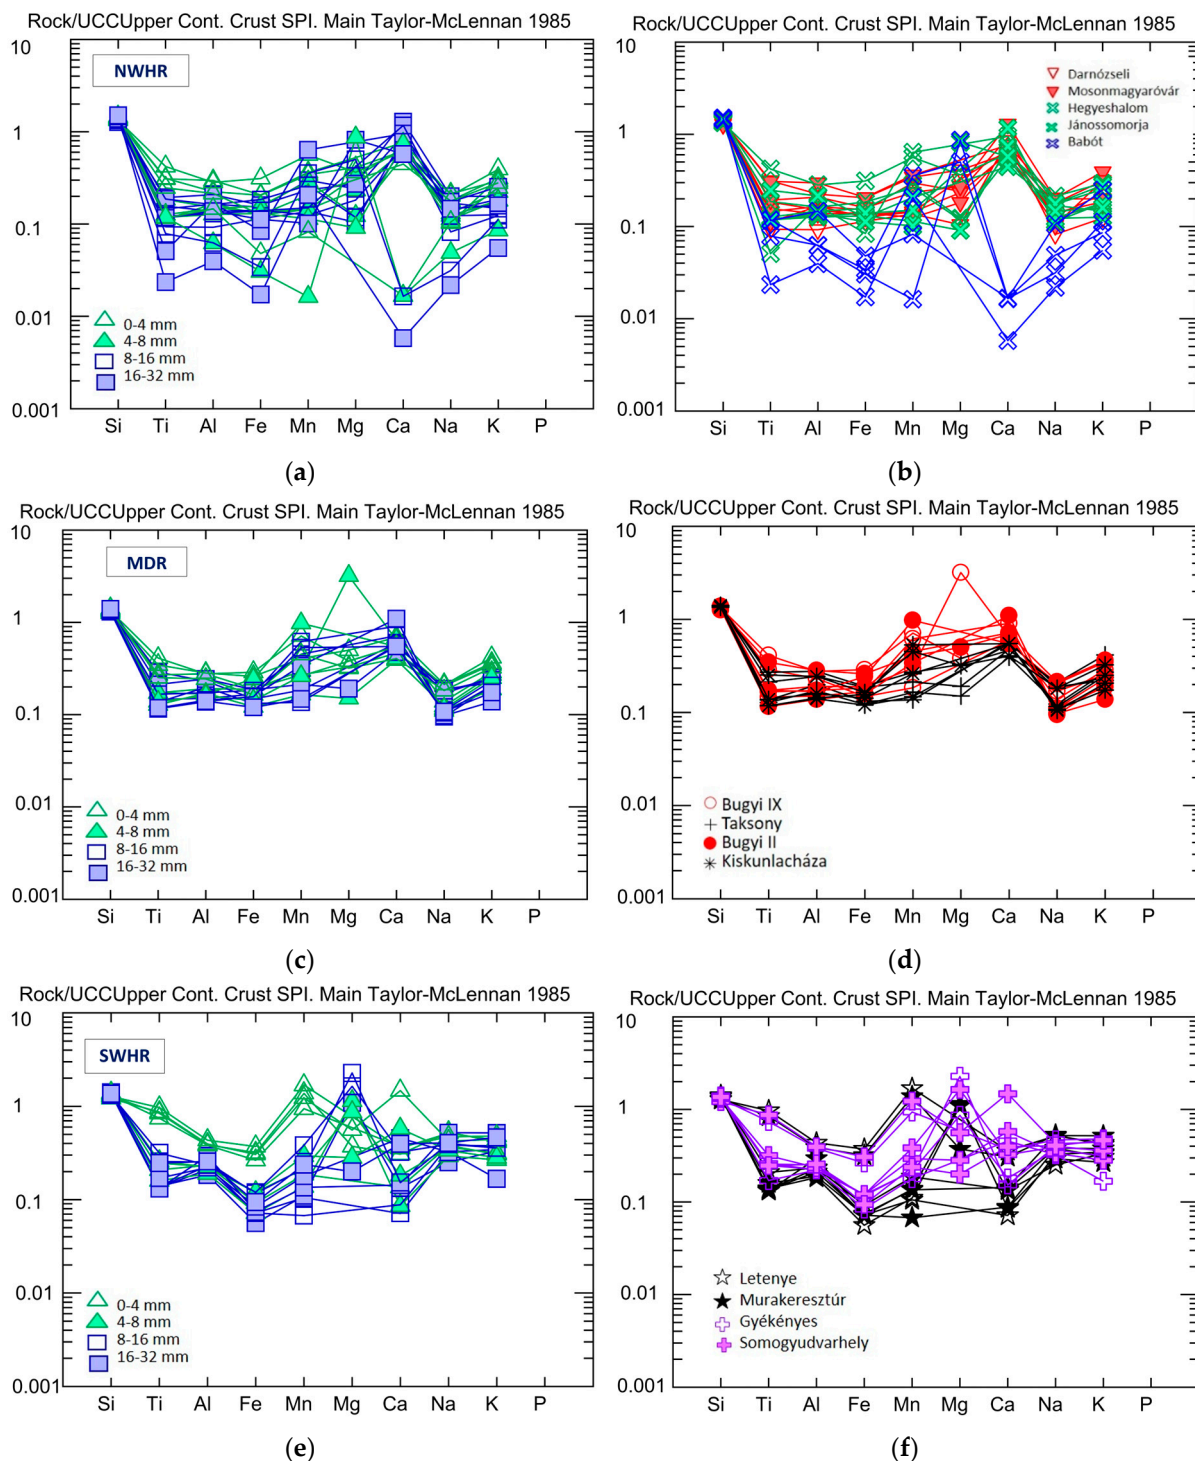 Rock/UCCUpper Cont. Crust SPI. Main Taylor-McLennan 1985
10
1
0.1
0.01
0.001
NWHR
0-4 mm
4-8 mm
8-16 mm
16-32 mm
Si Ti Al Fe Mn Mg Ca Na K P
(a)
Rock/UCCUpper Cont. Crust SPI. Main Taylor-McLennan 1985
10
1
0.1
0.01
0.001
Darnózseli
Mosonmagyaróvár
Hegyeshalom
Jánossomorja
Babót
Si Ti Al Fe Mn Mg Ca Na K P
(b)
Rock/UCCUpper Cont. Crust SPI. Main Taylor-McLennan 1985
10
1
0.1
0.01
0.001
MDR
0-4 mm
4-8 mm
8-16 mm
16-32 mm
Si Ti Al Fe Mn Mg Ca Na K P
(c)
Rock/UCCUpper Cont. Crust SPI. Main Taylor-McLennan 1985
10
1
0.1
0.01
0.001
Bugyi IX
Taksony
Bugyi II
Kiskunlacháza
Si Ti Al Fe Mn Mg Ca Na K P
(d)
Rock/UCCUpper Cont. Crust SPI. Main Taylor-McLennan 1985
10
1
0.1
0.01
0.001
SWHR
0-4 mm
4-8 mm
8-16 mm
16-32 mm
Si Ti Al Fe Mn Mg Ca Na K P
(e)
Rock/UCCUpper Cont. Crust SPI. Main Taylor-McLennan 1985
10
1
0.1
0.01
0.001
Letenye
Murakeresztúr
Gyékényes
Somogyudvarhely
Si Ti Al Fe Mn Mg Ca Na K P
(f)